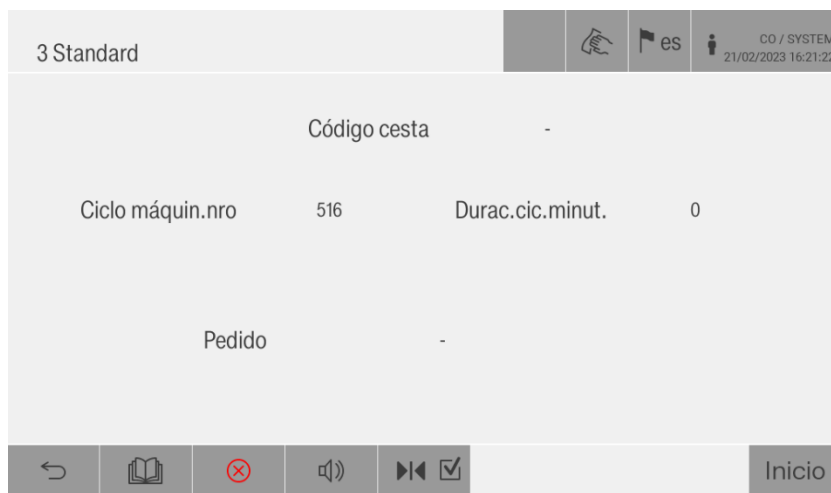 3 Standard
es
CO / SYSTEM
21/02/2023 16:21:22
Código cesta -
Ciclo máquin.nro 516 Durac.cic.minut. 0
Pedido -
Inicio